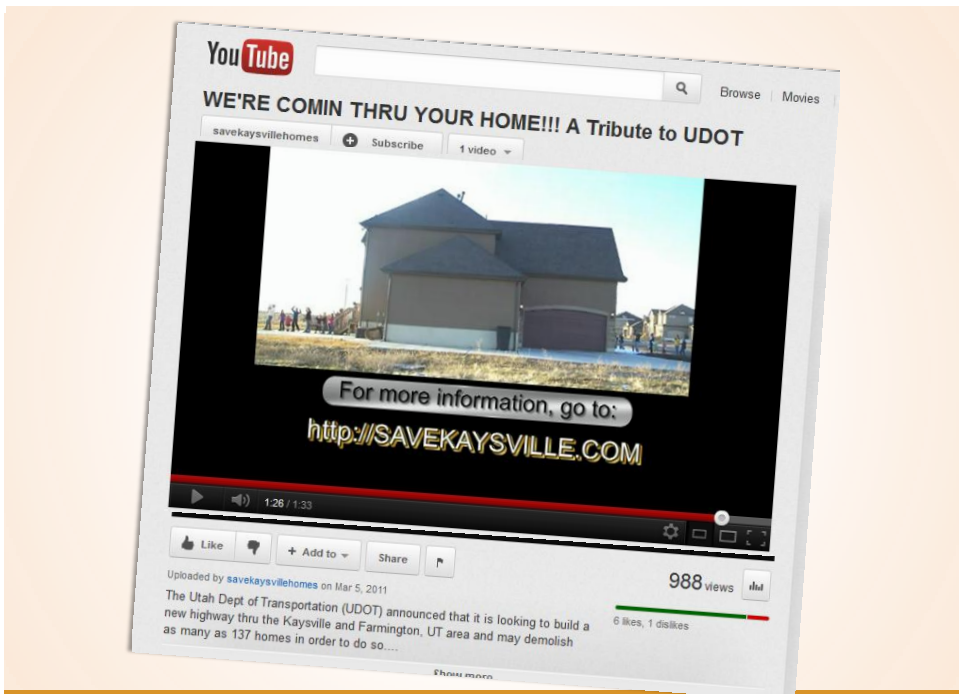 YouTube
Browse | Movies
WE'RE COMIN THRU YOUR HOME!!! A Tribute to UDOT
savekaysvillehomes Subscribe 1 video
For more information, go to:
http://SAVEKAYSVILLE.COM
1:26 / 1:33
Like + Add to Share
988 views
Uploaded by savekaysvillehomes on Mar 5, 2011
6 likes, 1 dislikes
The Utah Dept of Transportation (UDOT) announced that it is looking to build a
new highway thru the Kaysville and Farmington, UT area and may demolish
as many as 137 homes in order to do so....
Show more